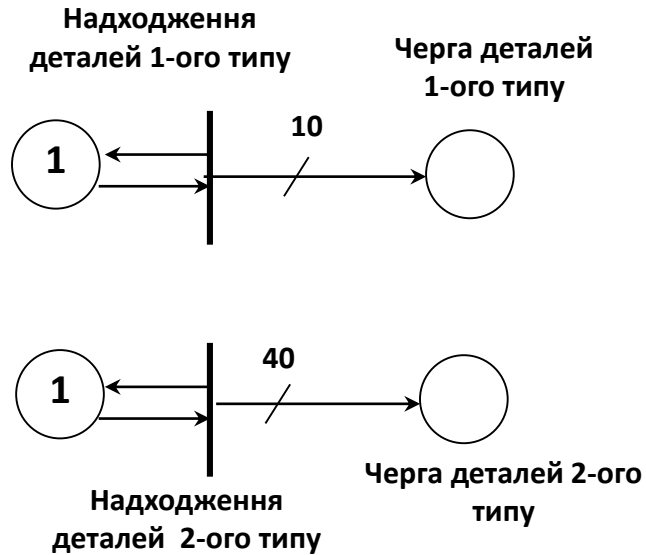 Надходження
деталей 1-ого типу
Черга деталей
1-ого типу
10
1
40
1
Черга деталей 2-ого
типу
Надходження
деталей  2-ого типу